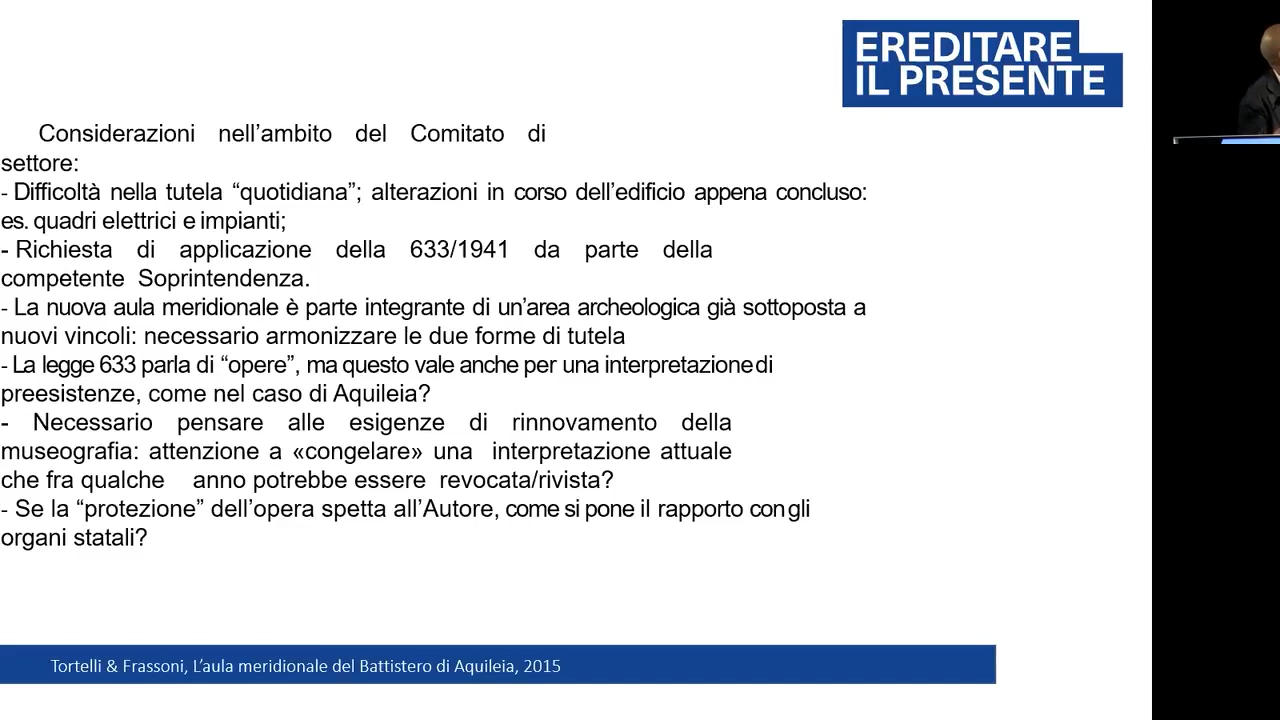 EREDITARE
IL PRESENTE
Considerazioni nell’ambito del Comitato di
settore:
- Difficoltà nella tutela “quotidiana”; alterazioni in corso dell’edificio appena concluso:
es. quadri elettrici e impianti;
- Richiesta di applicazione della 633/1941 da parte della
competente Soprintendenza.
- La nuova aula meridionale è parte integrante di un’area archeologica già sottoposta a
nuovi vincoli: necessario armonizzare le due forme di tutela
- La legge 633 parla di “opere”, ma questo vale anche per una interpretazione di
preesistenze, come nel caso di Aquileia?
- Necessario pensare alle esigenze di rinnovamento della
museografia: attenzione a «congelare» una interpretazione attuale
che fra qualche anno potrebbe essere revocata/rivista?
- Se la “protezione” dell’opera spetta all’Autore, come si pone il rapporto con gli
organi statali?
Tortelli & Frassoni, L’aula meridionale del Battistero di Aquileia, 2015